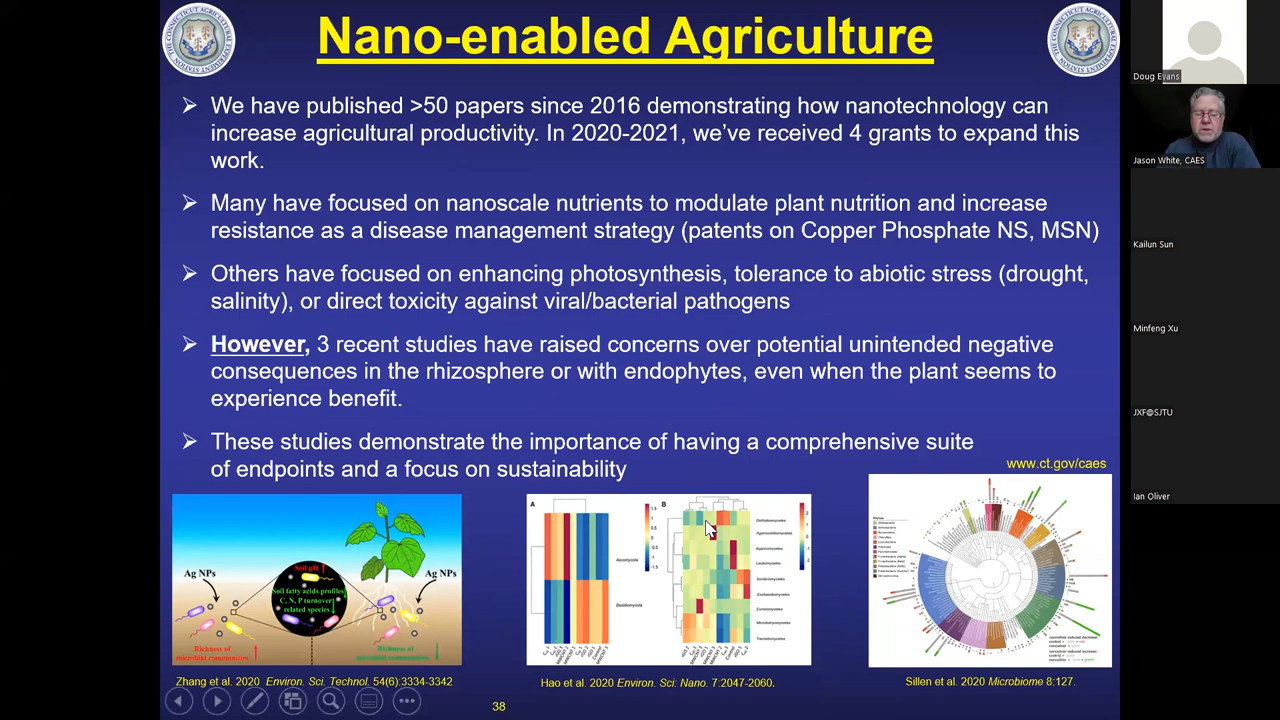 Nano-enabled Agriculture
➢ We have published >50 papers since 2016 demonstrating how nanotechnology can
increase agricultural productivity. In 2020-2021, we've received 4 grants to expand this
work.
➢ Many have focused on nanoscale nutrients to modulate plant nutrition and increase
resistance as a disease management strategy (patents on Copper Phosphate NS, MSN)
➢ Others have focused on enhancing photosynthesis, tolerance to abiotic stress (drought,
salinity), or direct toxicity against viral/bacterial pathogens
➢ However, 3 recent studies have raised concerns over potential unintended negative
consequences in the rhizosphere or with endophytes, even when the plant seems to
experience benefit.
➢ These studies demonstrate the importance of having a comprehensive suite
of endpoints and a focus on sustainability
www.ct.gov/caes
Ag NPs
Soil pH
Soil fatty acids profiles
C, N, P turnover
related species
Ag NPs
Richness of
microbial communities
Richness of
A
Ascomycota
Basidiomycota
B
Zhang et al. 2020 Environ. Sci. Technol. 54(6):3334-3342
Hao et al. 2020 Environ. Sci: Nano. 7:2047-2060.
Sillen et al. 2020 Microbiome 8:127.
38
Doug Evans
Jason White, CAES
Kailun Sun
Minfeng Xu
JXF@SJTU
Ian Oliver